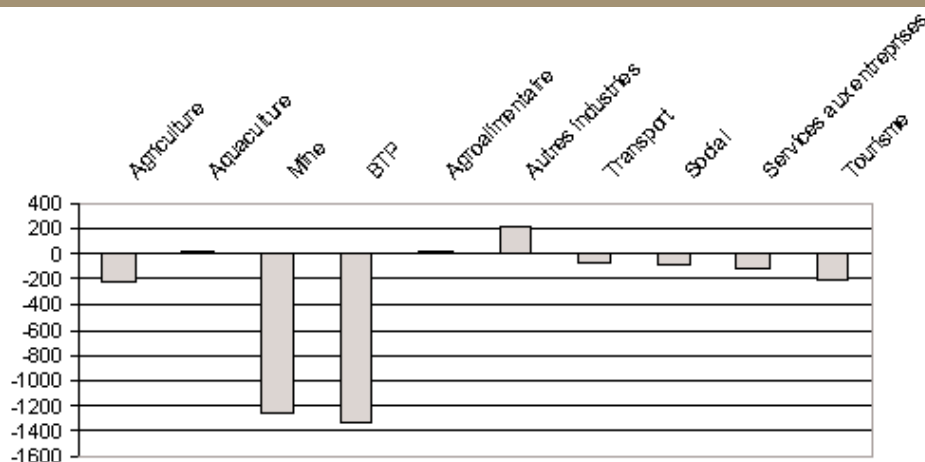 Agriculture
Aquaculture
Mine
BTP
Agroalimentaire
Autres industries
Transport
Social
Services aux entreprises
Tourisme
400
200
0
-200
-400
-600
-800
-1000
-1200
-1400
-1600